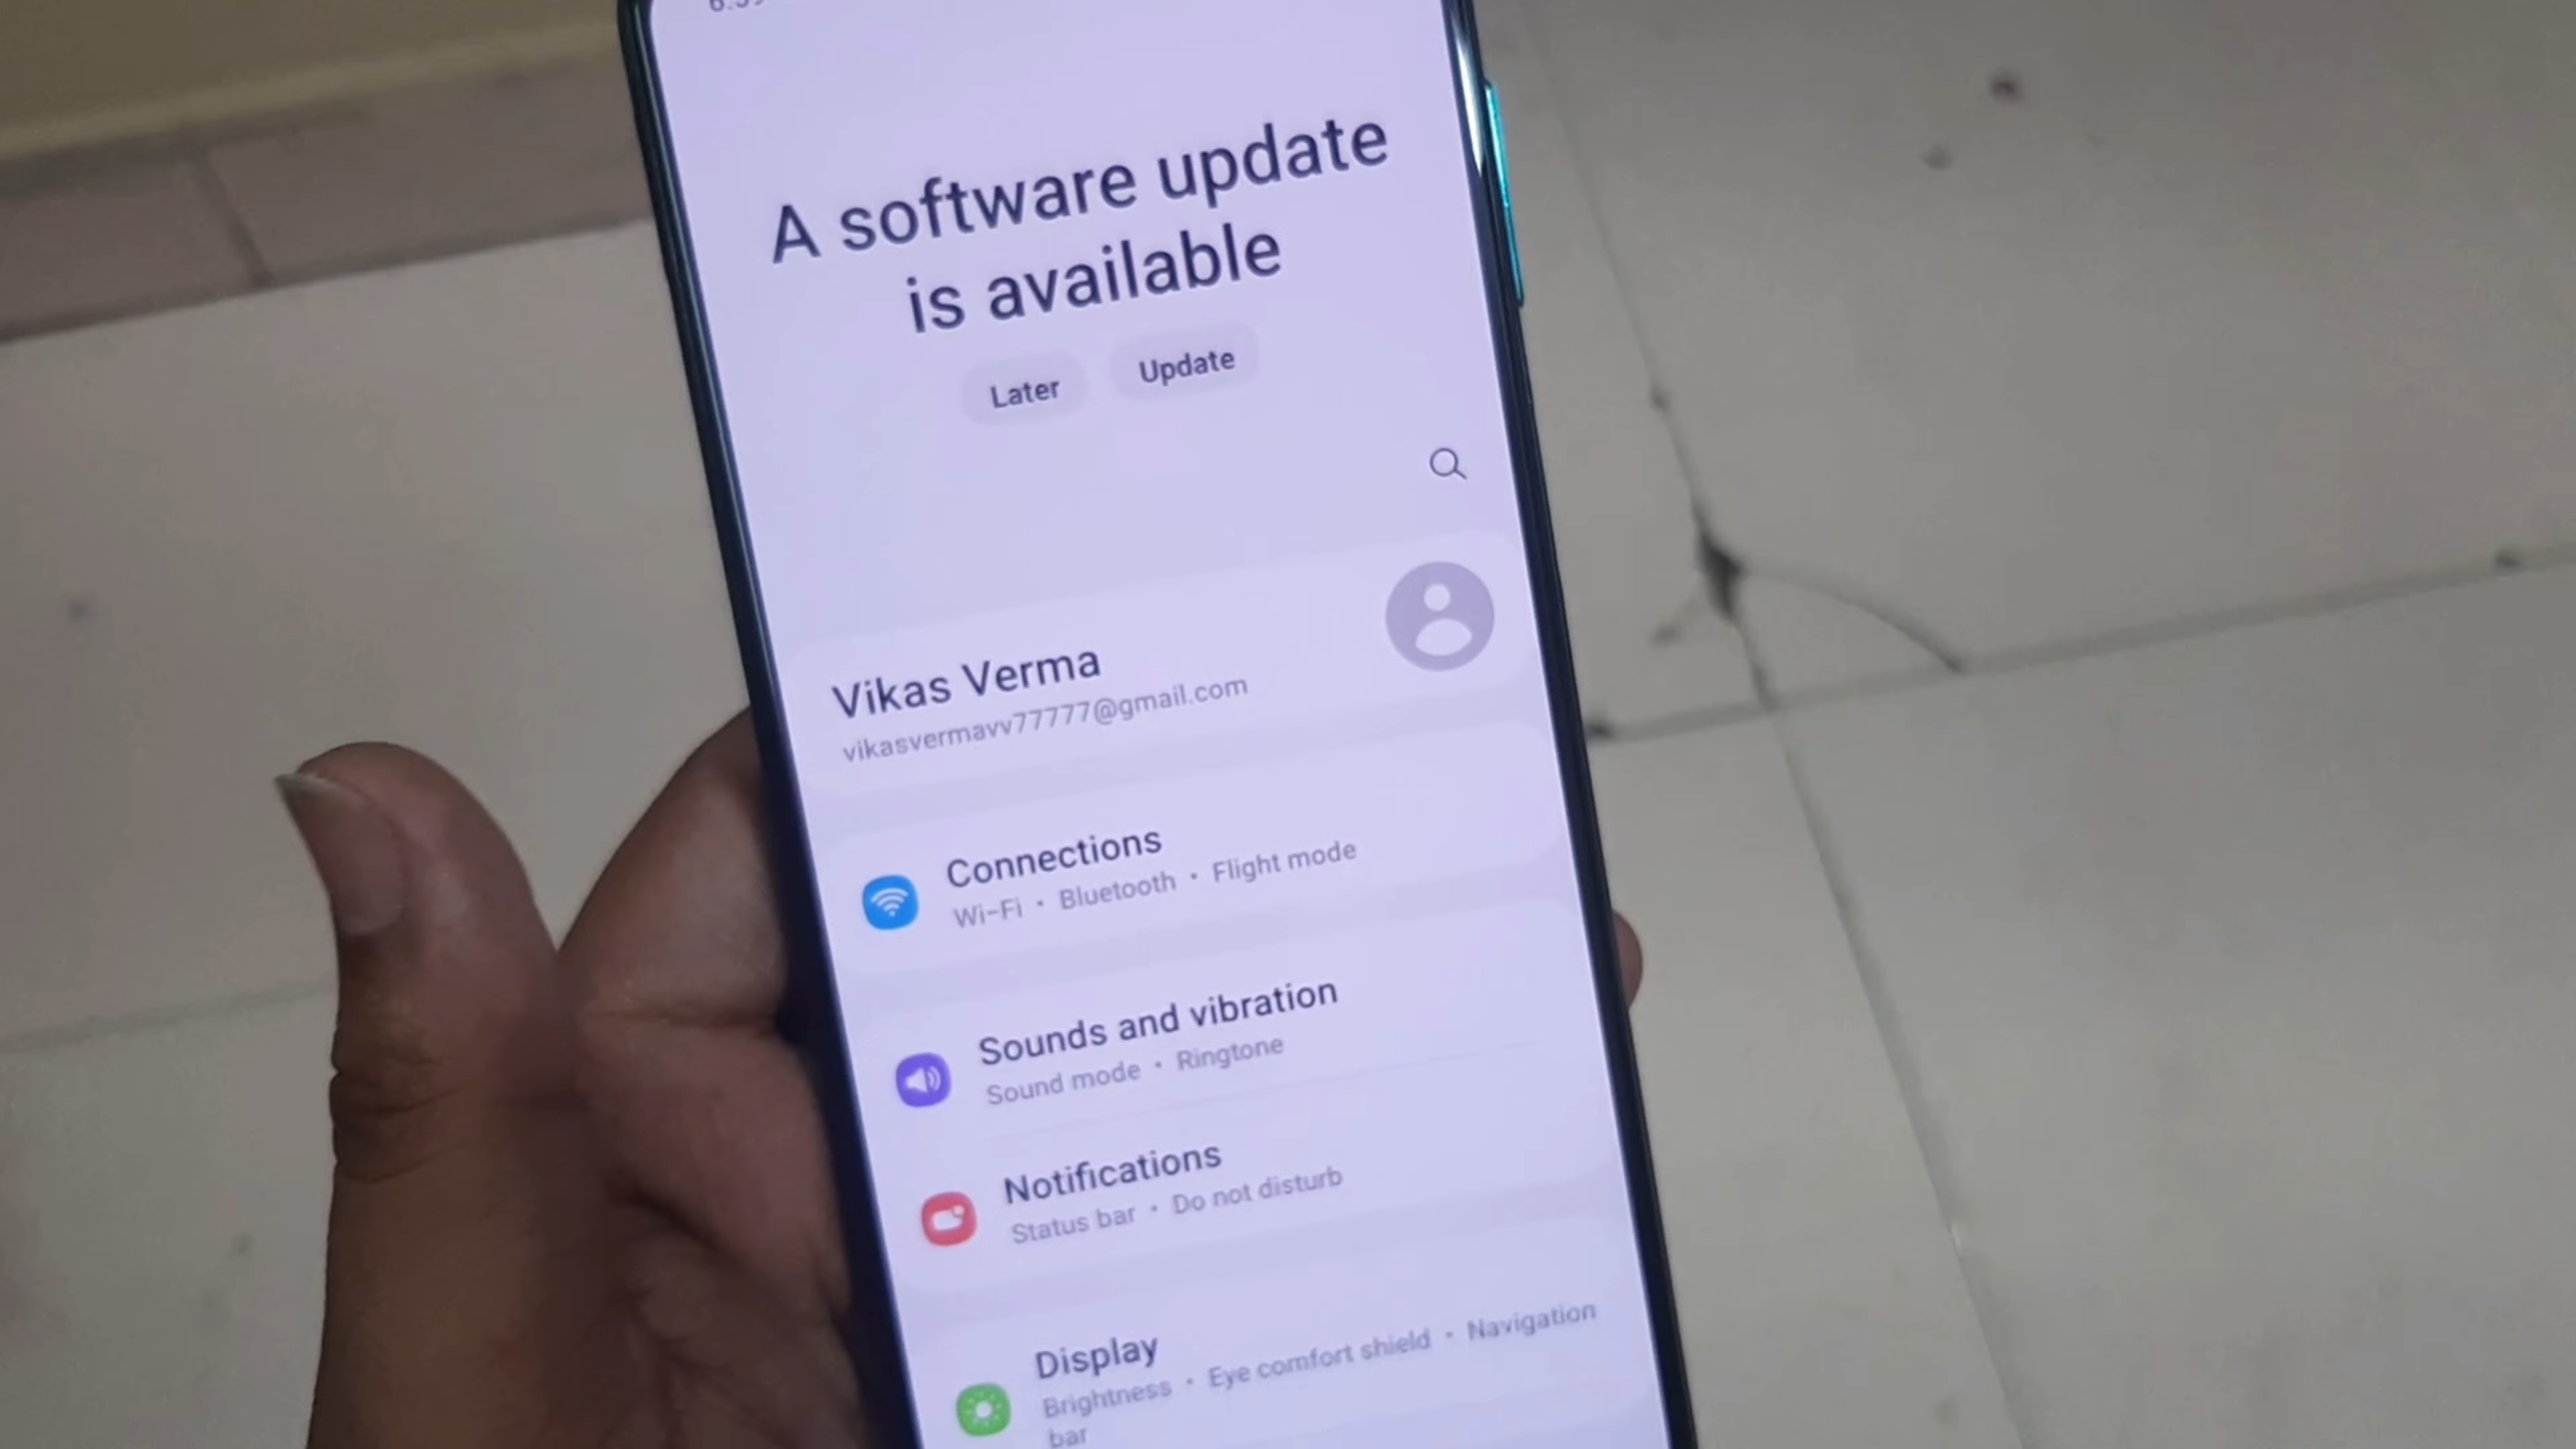 A software update
is available
Later Update
Vikas Verma
vikasvermavv77777@gmail.com
Connections
Wi-Fi • Bluetooth • Flight mode
Sounds and vibration
Sound mode • Ringtone
Notifications
Status bar • Do not disturb
Display
Brightness • Eye comfort shield • Navigation
bar